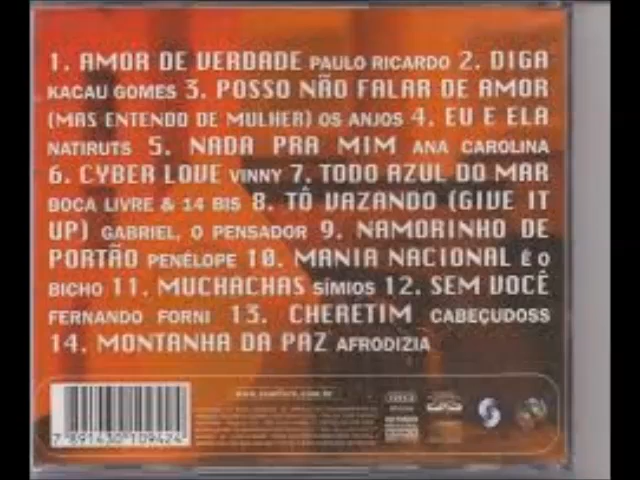 1. AMOR DE VERDADE PAULO RICARDO 2. DIGA
KACAU GOMES 3. POSSO NÃO FALAR DE AMOR
(MAS ENTENDO DE MULHER) OS ANJOS 4. EU E ELA
NATIRUTS 5. NADA PRA MIM ANA CAROLINA
6. CYBER LOVE VINNY 7. TODO AZUL DO MAR
BOCA LIVRE & 14 BIS 8. TÔ VAZANDO (GIVE IT
UP) GABRIEL, O PENSADOR 9. NAMORINHO DE
PORTÃO PENÉLOPE 10. MANIA NACIONAL É O
BICHO 11. MUCHACHAS SÍMIOS 12. SEM VOCÊ
FERNANDO FORNI 13. CHERETIM CABEÇUDOSS
14. MONTANHA DA PAZ AFRODIZIA
www.somlivre.com.br
7 891430 109424